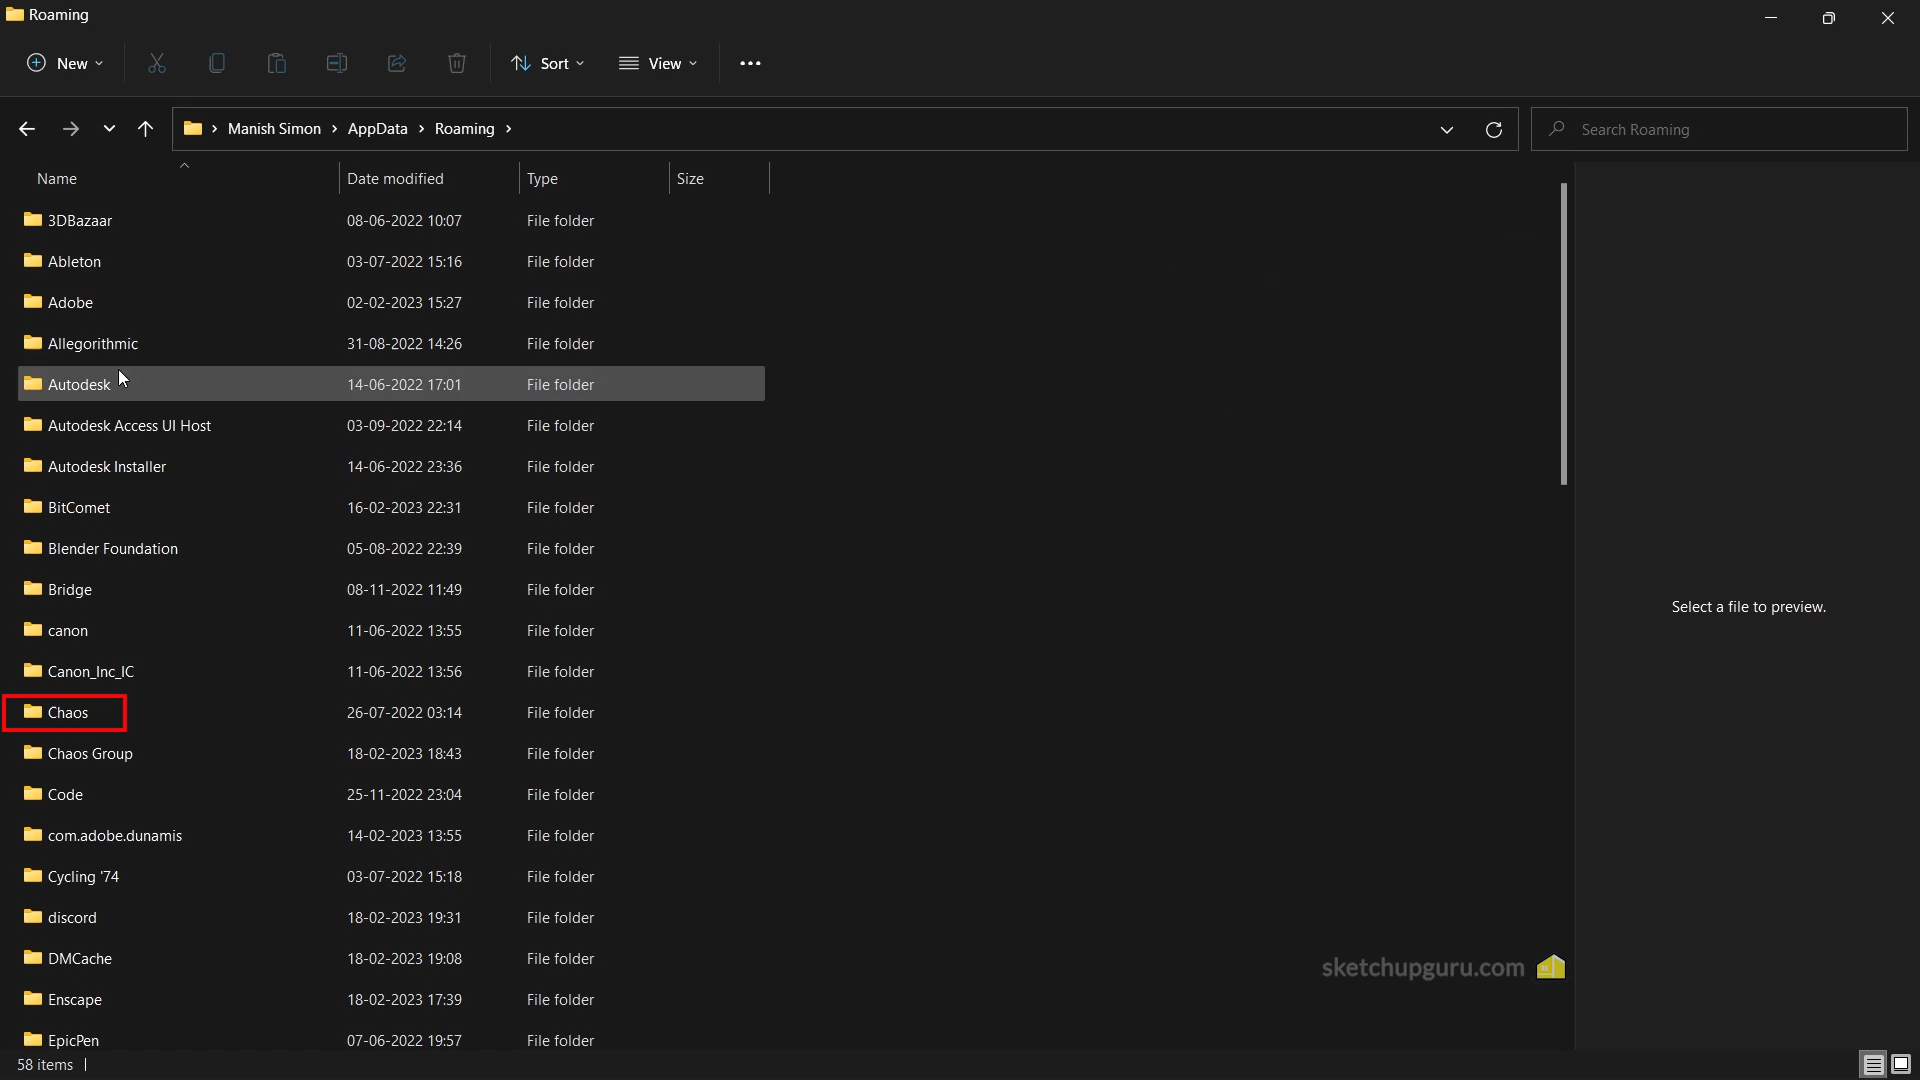 Roaming
New Sort View
Manish Simon > AppData > Roaming > Search Roaming
Name Date modified Type Size
3DBazaar 08-06-2022 10:07 File folder
Ableton 03-07-2022 15:16 File folder
Adobe 02-02-2023 15:27 File folder
Allegorithmic 31-08-2022 14:26 File folder
Autodesk 14-06-2022 17:01 File folder
Autodesk Access UI Host 03-09-2022 22:14 File folder
Autodesk Installer 14-06-2022 23:36 File folder
BitComet 16-02-2023 22:31 File folder
Blender Foundation 05-08-2022 22:39 File folder
Bridge 08-11-2022 11:49 File folder
Select a file to preview.
canon 11-06-2022 13:55 File folder
Canon_Inc_IC 11-06-2022 13:56 File folder
Chaos 26-07-2022 03:14 File folder
Chaos Group 18-02-2023 18:43 File folder
Code 25-11-2022 23:04 File folder
com.adobe.dunamis 14-02-2023 13:55 File folder
Cycling '74 03-07-2022 15:18 File folder
discord 18-02-2023 19:31 File folder
DMCache 18-02-2023 19:08 File folder
sketchupguru.com
Enscape 18-02-2023 17:39 File folder
EpicPen 07-06-2022 19:57 File folder
58 items